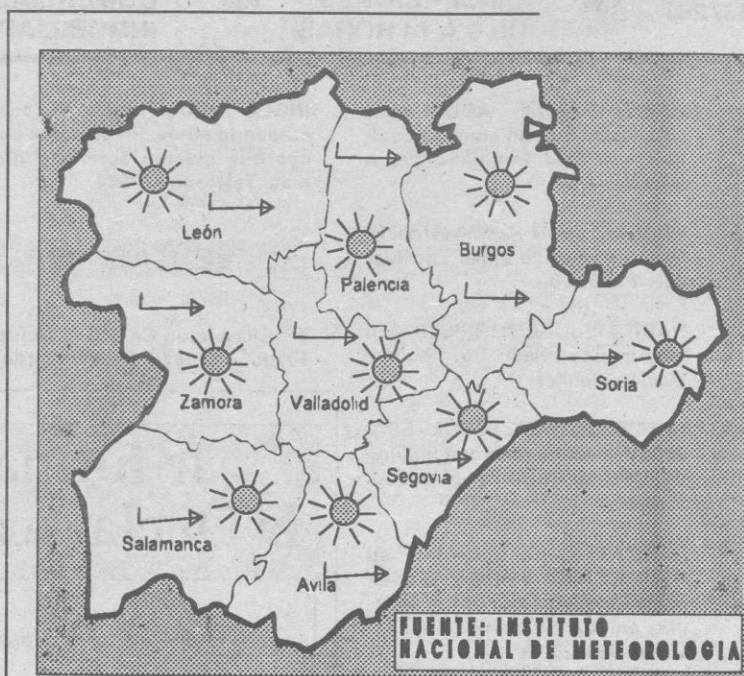 León
Burgos
Palencia
Soria
Zamora
Valladolid
Segovia
Salamanca
Avila
FUENTE: INSTITUTO
NACIONAL DE METEOROLOGIA